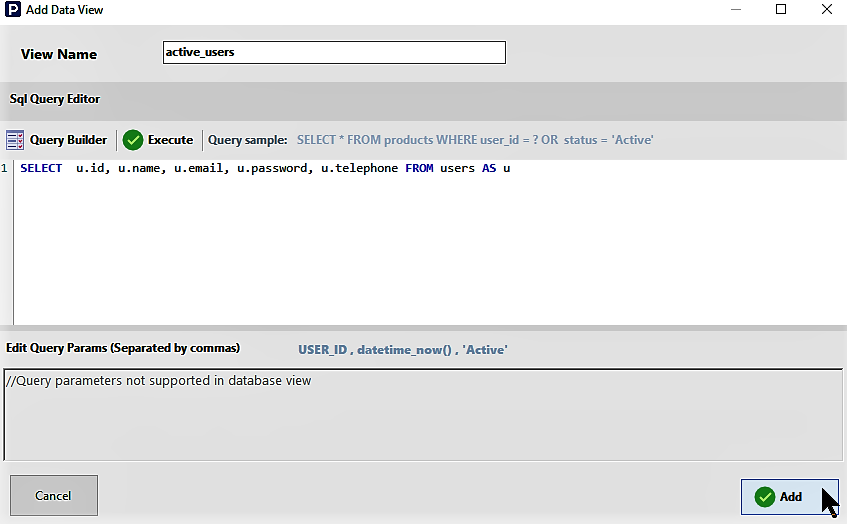 P Add Data View
View Name active_users
Sql Query Editor
Query Builder Execute Query sample: SELECT * FROM products WHERE user_id = ? OR status = 'Active'
1 SELECT u.id, u.name, u.email, u.password, u.telephone FROM users AS u
Edit Query Params (Separated by commas) USER_ID , datetime_now() , 'Active'
//Query parameters not supported in database view
Cancel Add